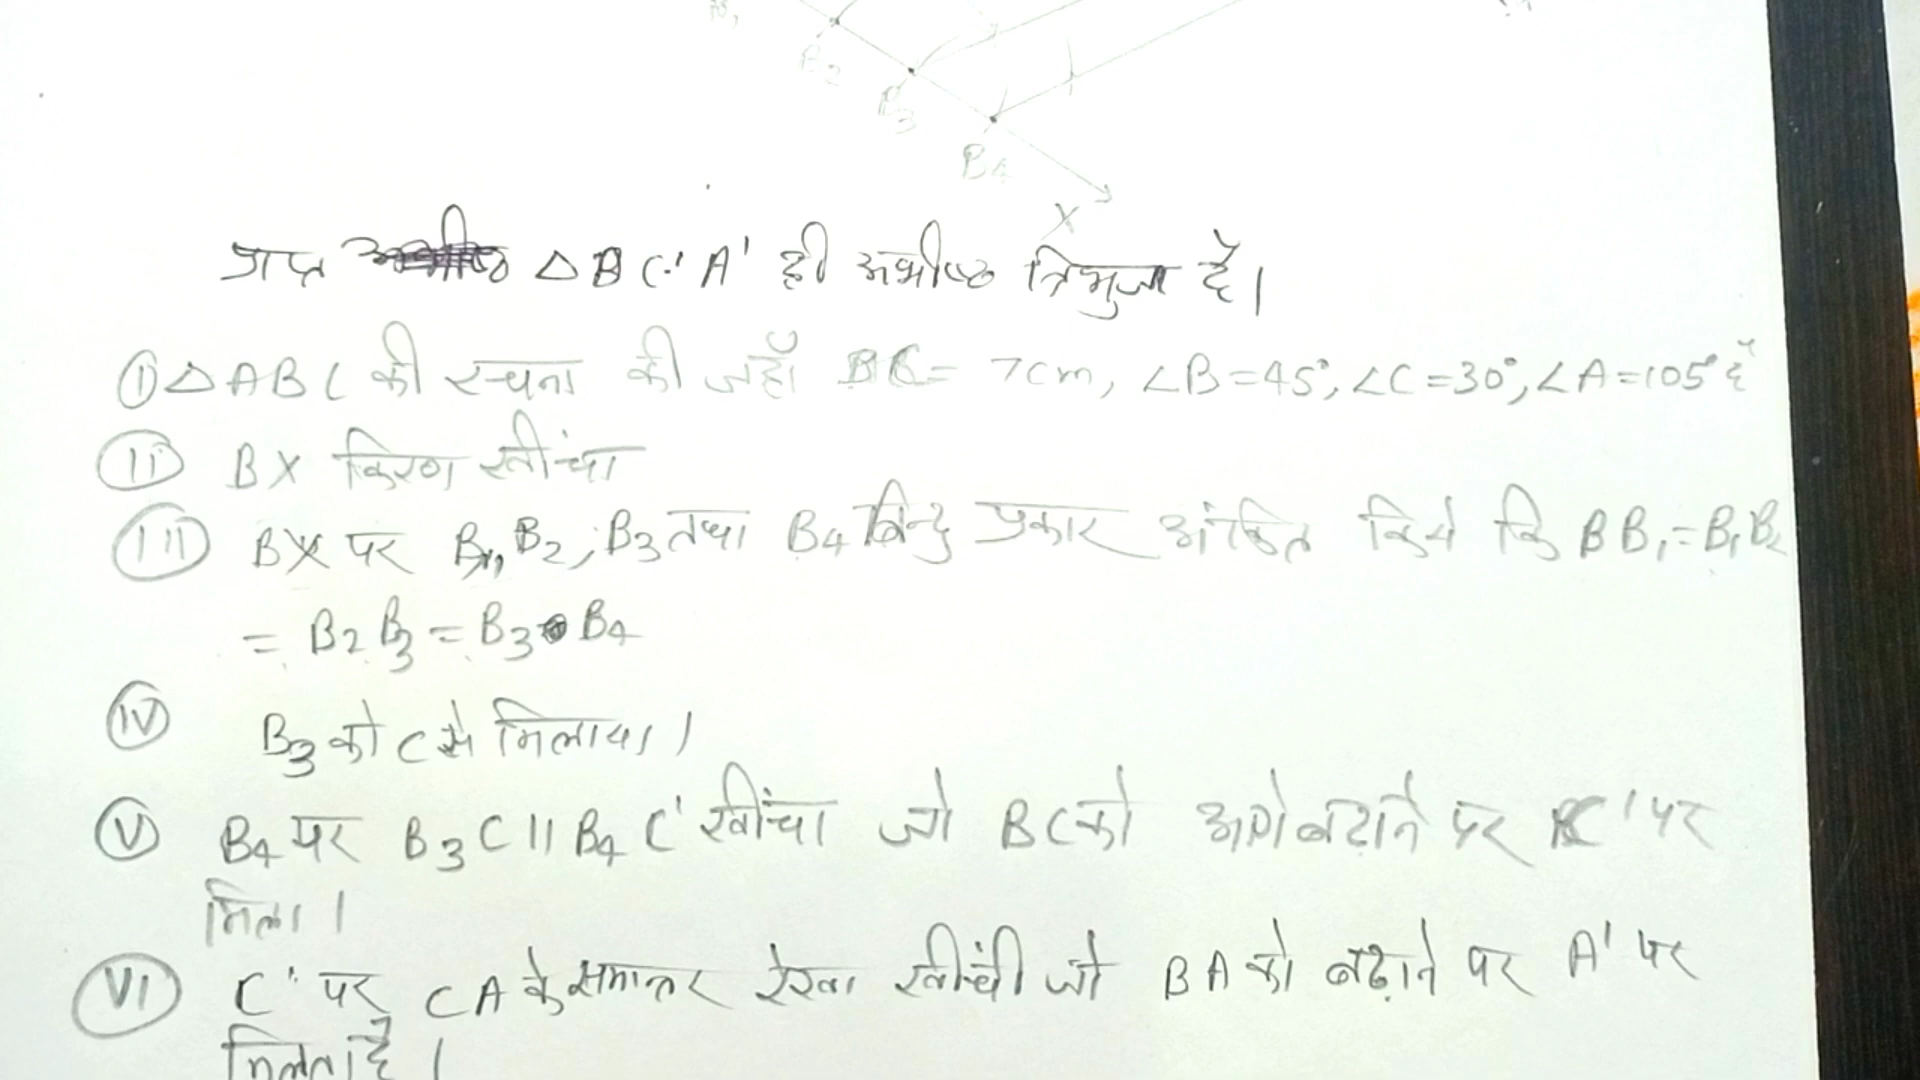 B2
B3
B4
X
प्राप्त △BC'A' ही अभीष्ट त्रिभुज है।
(I) △ABC की रचना की जहाँ BC = 7cm, ∠B=45°, ∠C=30°, ∠A=105° है
(II) BX किरण खींचा
(III) BX पर B1, B2, B3 तथा B4 बिन्दु प्रकार अंकित किये कि BB1 = B1B2
= B2B3 = B3B4
(IV) B3 को C से मिलाया।
(V) B4 पर B3C || B4C' खींचा जो BC को आगे बढ़ाने पर C' पर
मिला।
(VI) C' पर CA के समान्तर रेखा खींची जो BA को बढ़ाने पर A' पर
मिलता है।